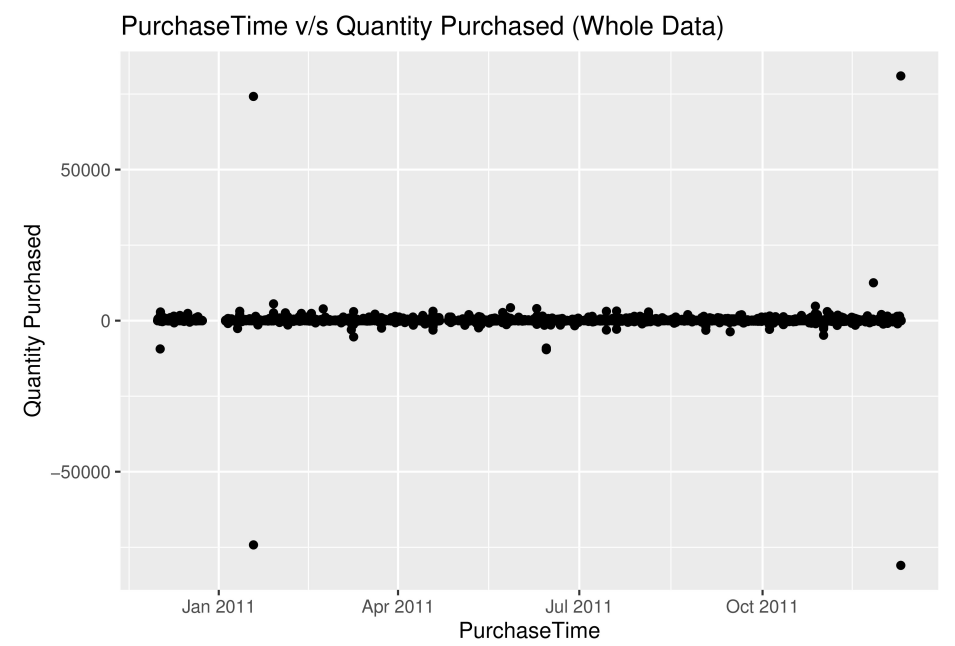 PurchaseTime v/s Quantity Purchased (Whole Data)
Quantity Purchased
50000
0
−50000
Jan 2011
Apr 2011
Jul 2011
Oct 2011
PurchaseTime